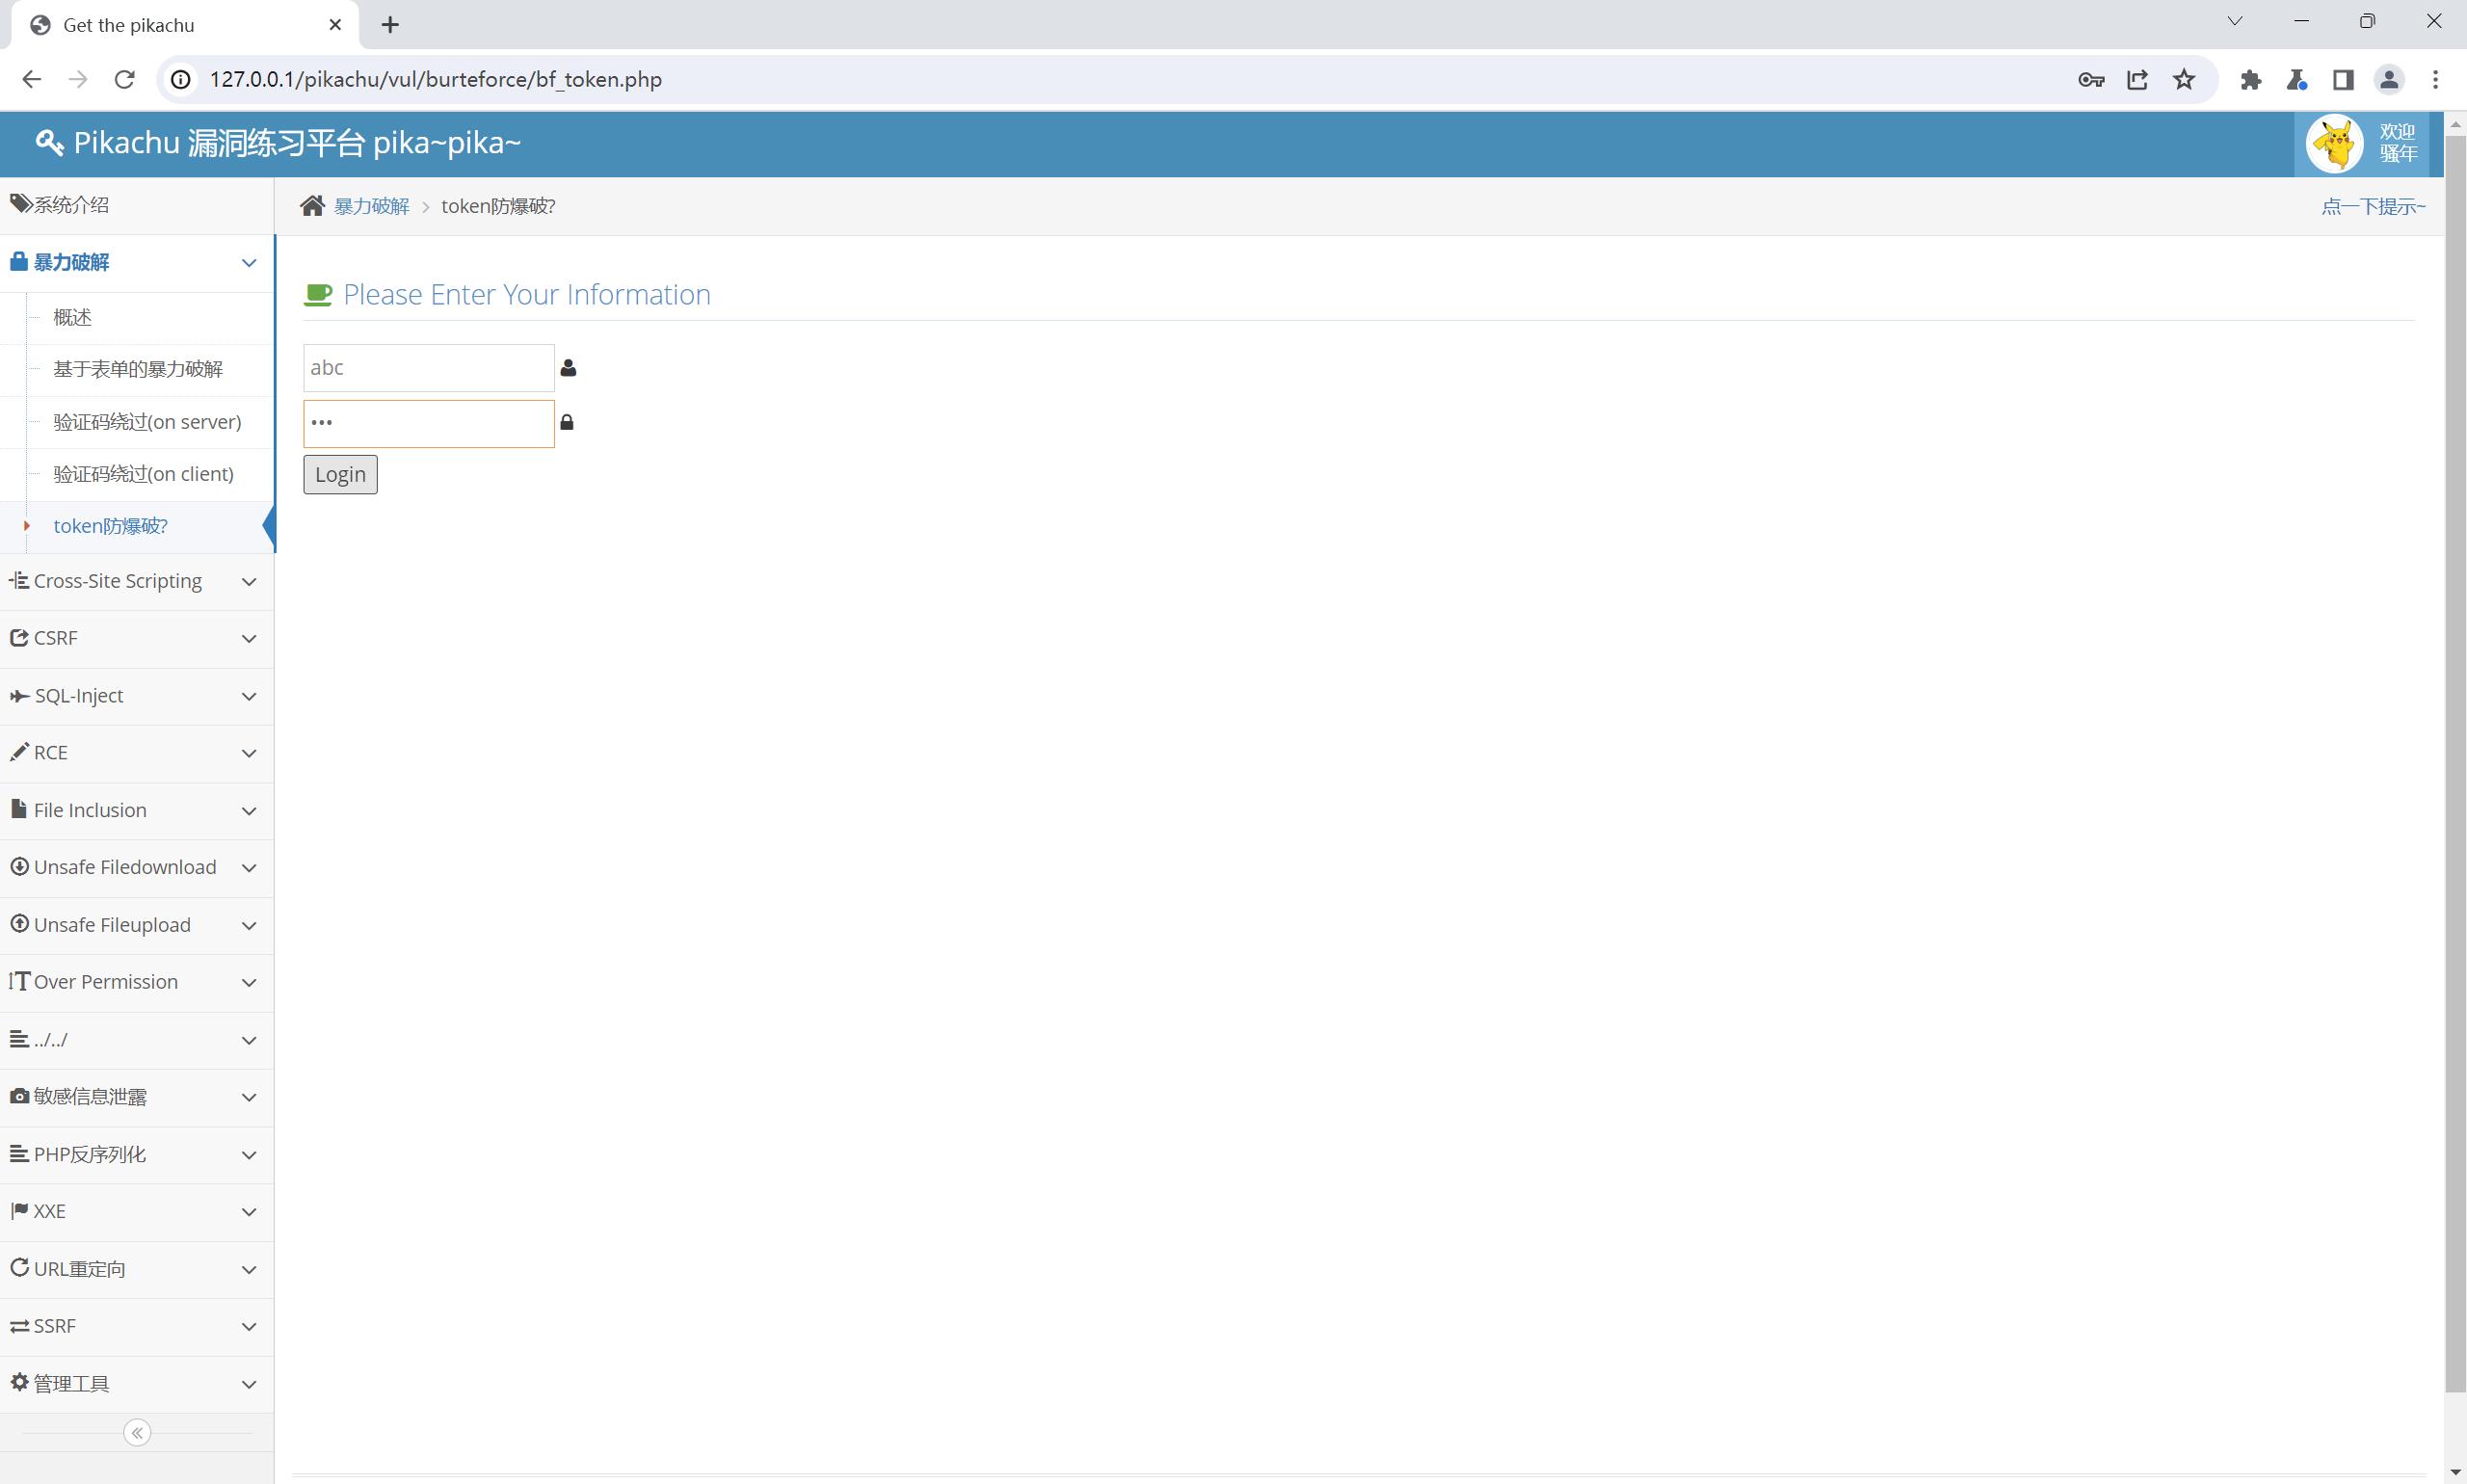 Get the pikachu
127.0.0.1/pikachu/vul/burteforce/bf_token.php
Pikachu 漏洞练习平台 pika~pika~
欢迎
骚年
系统介绍
暴力破解
概述
基于表单的暴力破解
验证码绕过(on server)
验证码绕过(on client)
token防爆破?
Cross-Site Scripting
CSRF
SQL-Inject
RCE
File Inclusion
Unsafe Filedownload
Unsafe Fileupload
Over Permission
../../
敏感信息泄露
PHP反序列化
XXE
URL重定向
SSRF
管理工具
暴力破解 > token防爆破?
点一下提示~
Please Enter Your Information
abc
•••
Login